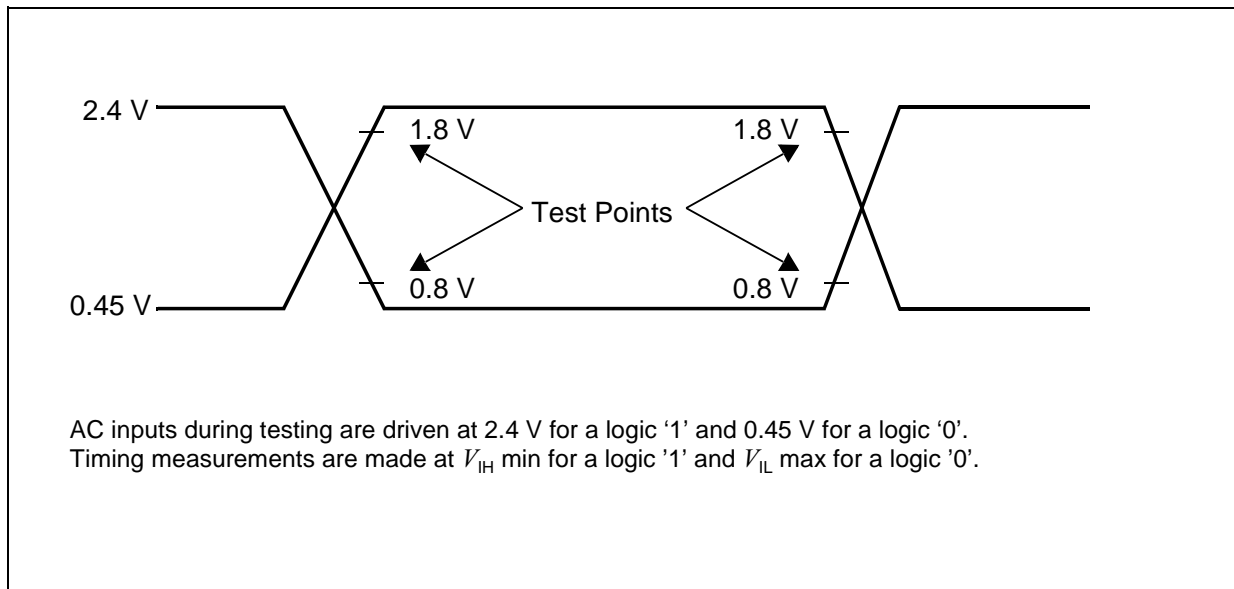 2.4 V
1.8 V 1.8 V
Test Points
0.8 V 0.8 V
0.45 V
AC inputs during testing are driven at 2.4 V for a logic ‘1’ and 0.45 V for a logic ‘0’.
Timing measurements are made at VIH min for a logic '1' and VIL max for a logic '0'.